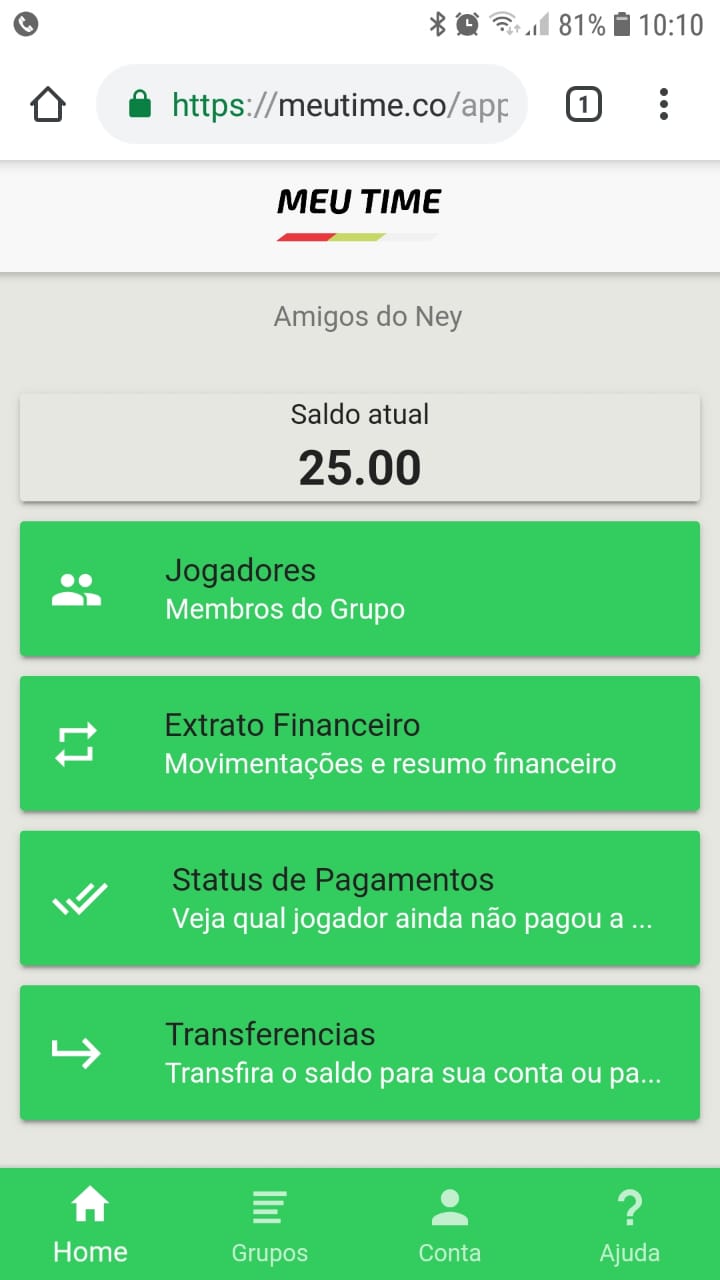 81% 10:10
https://meutime.co/app
1
MEU TIME
Amigos do Ney
Saldo atual
25.00
Jogadores
Membros do Grupo
Extrato Financeiro
Movimentações e resumo financeiro
Status de Pagamentos
Veja qual jogador ainda não pagou a ...
Transferencias
Transfira o saldo para sua conta ou pa...
Home Grupos Conta Ajuda